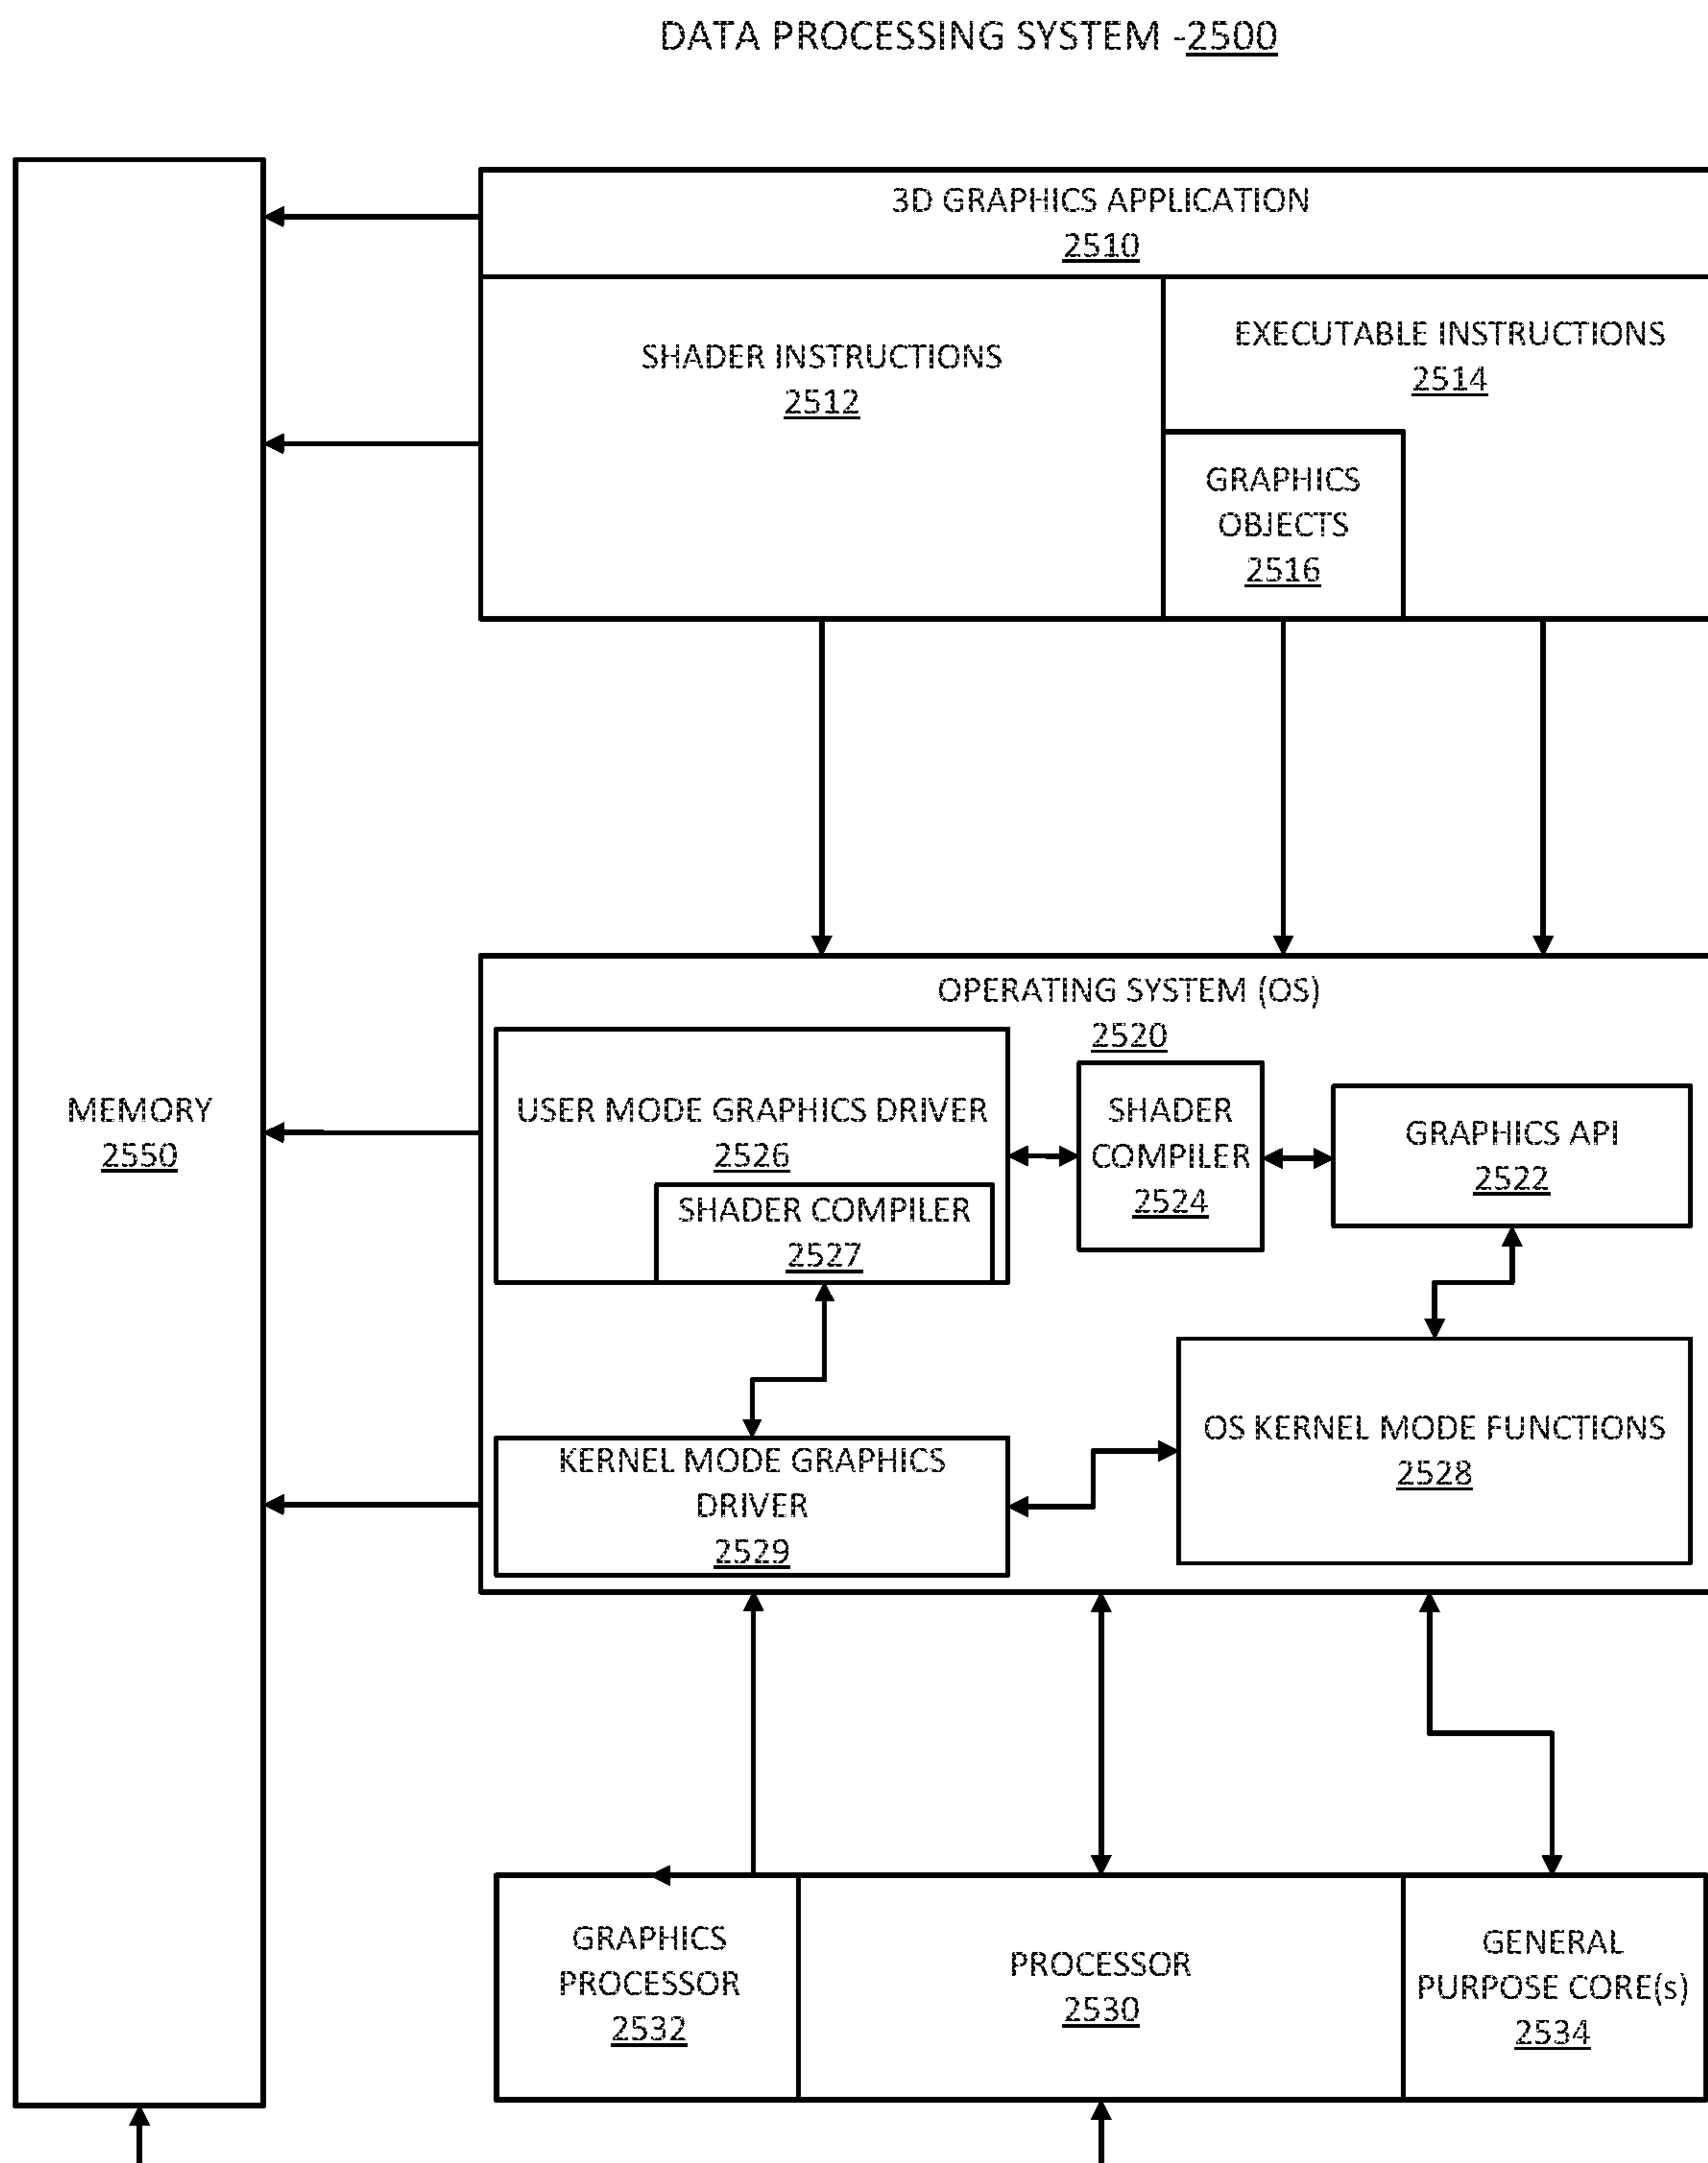 DATA PROCESSING SYSTEM -2500
3D GRAPHICS APPLICATION
2510
SHADER INSTRUCTIONS
2512
EXECUTABLE INSTRUCTIONS
2514
GRAPHICS
OBJECTS
2516
MEMORY
2550
OPERATING SYSTEM (OS)
2520
USER MODE GRAPHICS DRIVER
2526
SHADER COMPILER
2527
SHADER
COMPILER
2524
GRAPHICS API
2522
KERNEL MODE GRAPHICS
DRIVER
2529
OS KERNEL MODE FUNCTIONS
2528
GRAPHICS
PROCESSOR
2532
PROCESSOR
2530
GENERAL
PURPOSE CORE(s)
2534